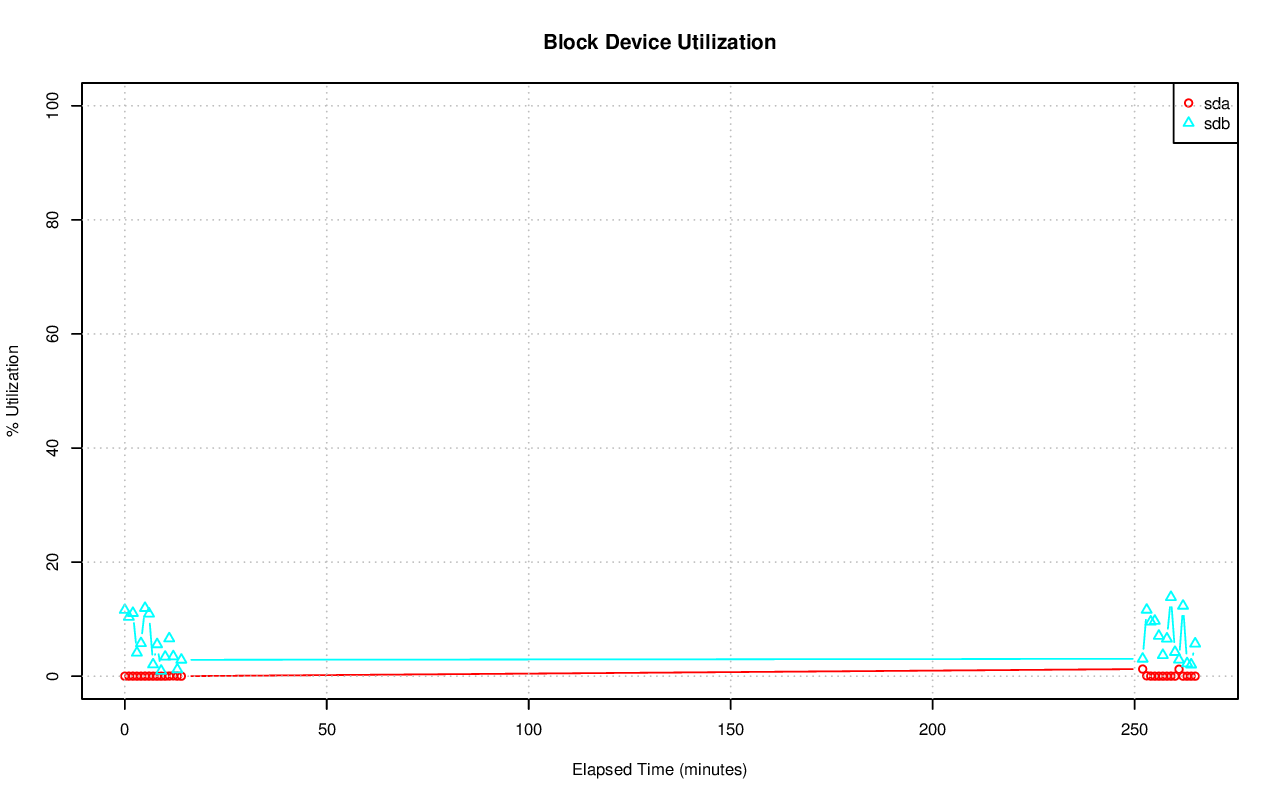 Block Device Utilization
sda
sdb
100
80
60
40
20
0
% Utilization
0 50 100 150 200 250
Elapsed Time (minutes)